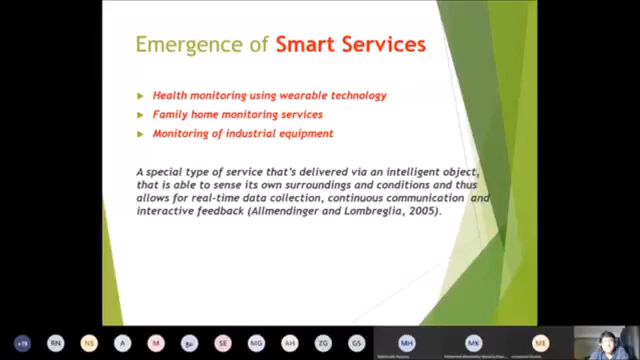 Emergence of Smart Services
Health monitoring using wearable technology
Family home monitoring services
Monitoring of industrial equipment
A special type of service that's delivered via an intelligent object,
that is able to sense its own surroundings and conditions and thus
allows for real-time data collection, continuous communication and
interactive feedback (Allmendinger and Lombreglia, 2005).
RN
NS
A
M
SE
MG
AH
ZG
GS
MH
MK
ME